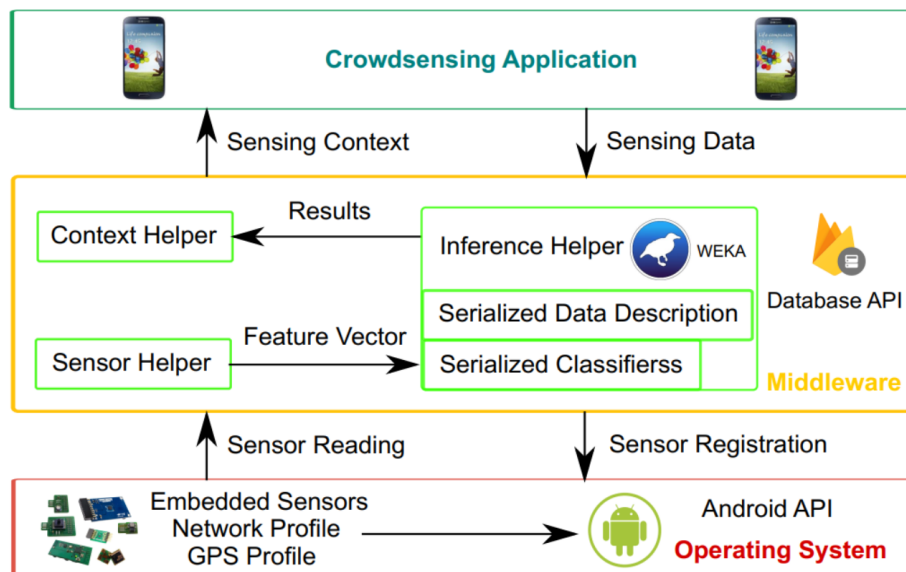 Crowdsensing Application
Sensing Context
Sensing Data
Results
Context Helper
Inference Helper
WEKA
Database API
Serialized Data Description
Feature Vector
Sensor Helper
Serialized Classifierss
Middleware
Sensor Reading
Sensor Registration
Embedded Sensors
Network Profile
GPS Profile
Android API
Operating System